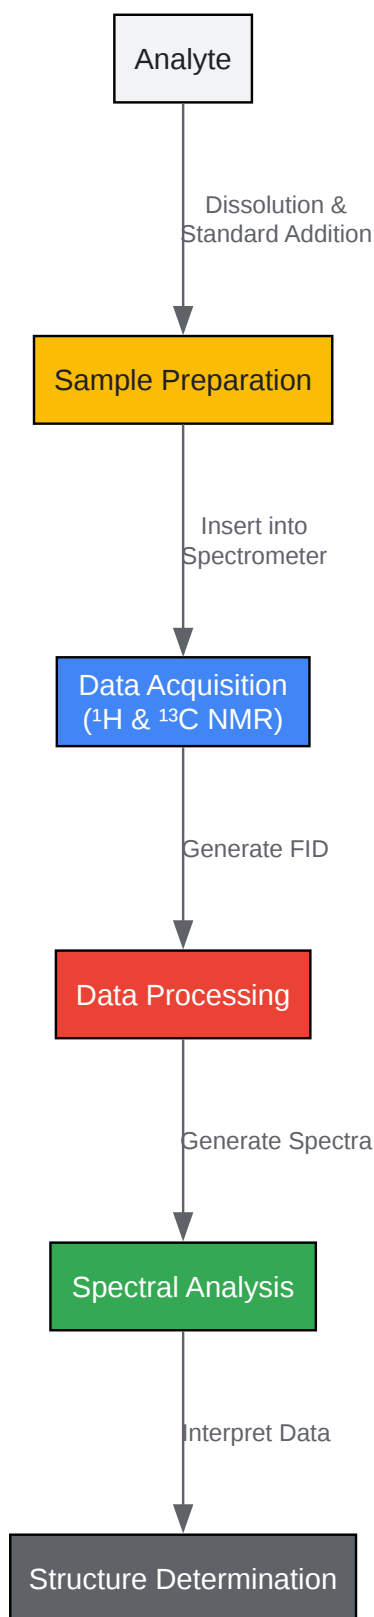 Analyte
Dissolution &
Standard Addition
Sample Preparation
Insert into
Spectrometer
Data Acquisition
(¹H & ¹³C NMR)
Generate FID
Data Processing
Generate Spectra
Spectral Analysis
Interpret Data
Structure Determination